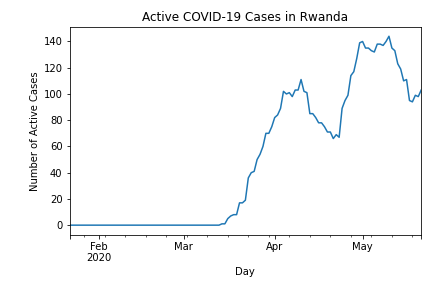 Active COVID-19 Cases in Rwanda
Number of Active Cases
140
120
100
80
60
40
20
0
Feb
2020
Mar
Apr
May
Day